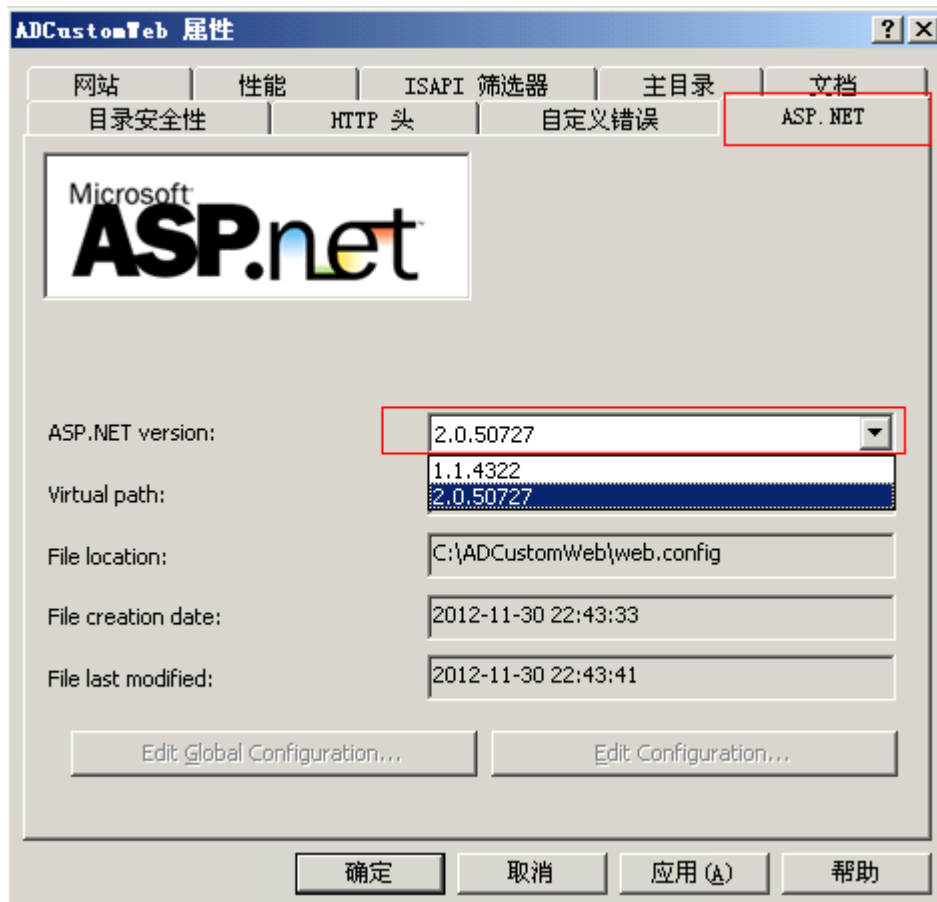 ADCustomWeb 属性
网站 性能 ISAPI 筛选器 主目录 文档
目录安全性 HTTP 头 自定义错误 ASP.NET
Microsoft
ASP.net
ASP.NET version: 2.0.50727
1.1.4322
Virtual path: 2.0.50727
File location: C:\ADCustomWeb\web.config
File creation date: 2012-11-30 22:43:33
File last modified: 2012-11-30 22:43:41
Edit Global Configuration... Edit Configuration...
确定 取消 应用(A) 帮助